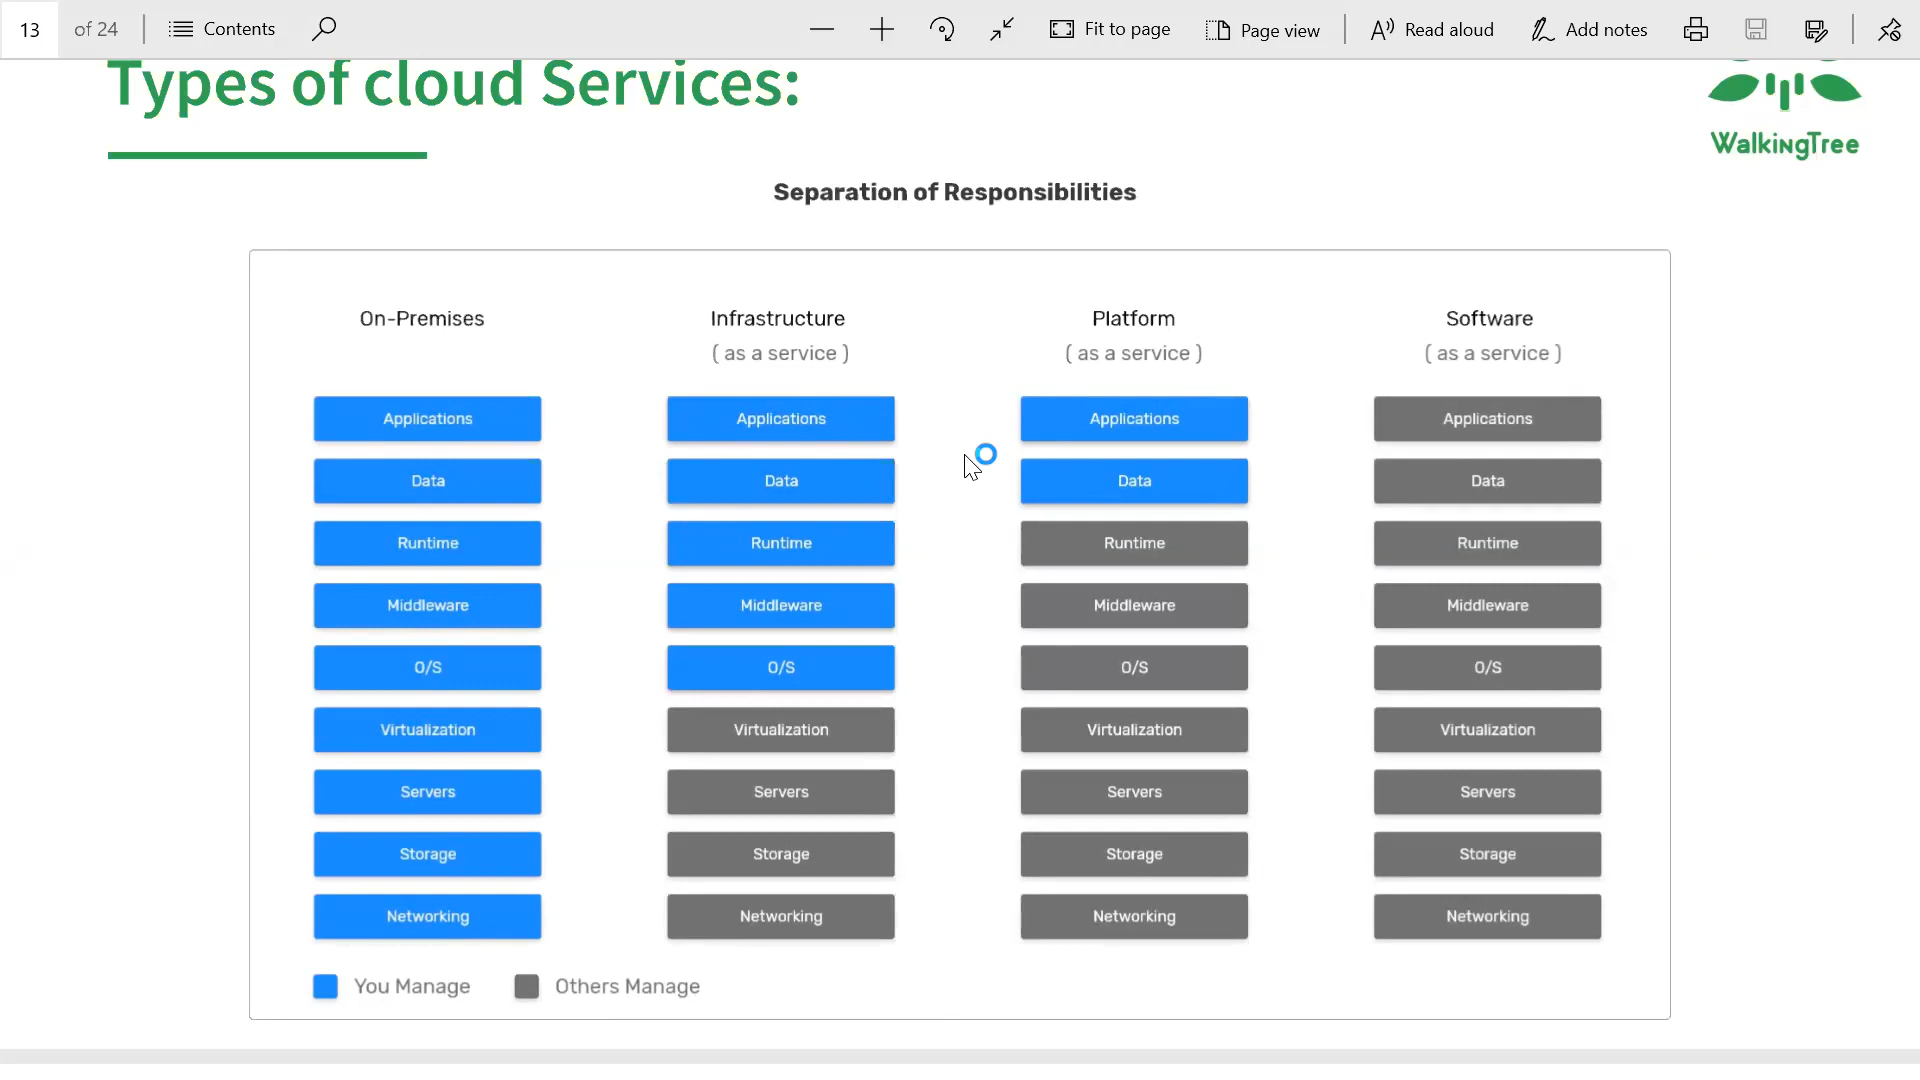 13 of 24 Contents Fit to page Page view Read aloud Add notes
Types of cloud Services:
WalkingTree
Separation of Responsibilities
On-Premises Infrastructure Platform Software
( as a service ) ( as a service ) ( as a service )
Applications Applications Applications Applications
Data Data Data Data
Runtime Runtime Runtime Runtime
Middleware Middleware Middleware Middleware
O/S O/S O/S O/S
Virtualization Virtualization Virtualization Virtualization
Servers Servers Servers Servers
Storage Storage Storage Storage
Networking Networking Networking Networking
You Manage Others Manage